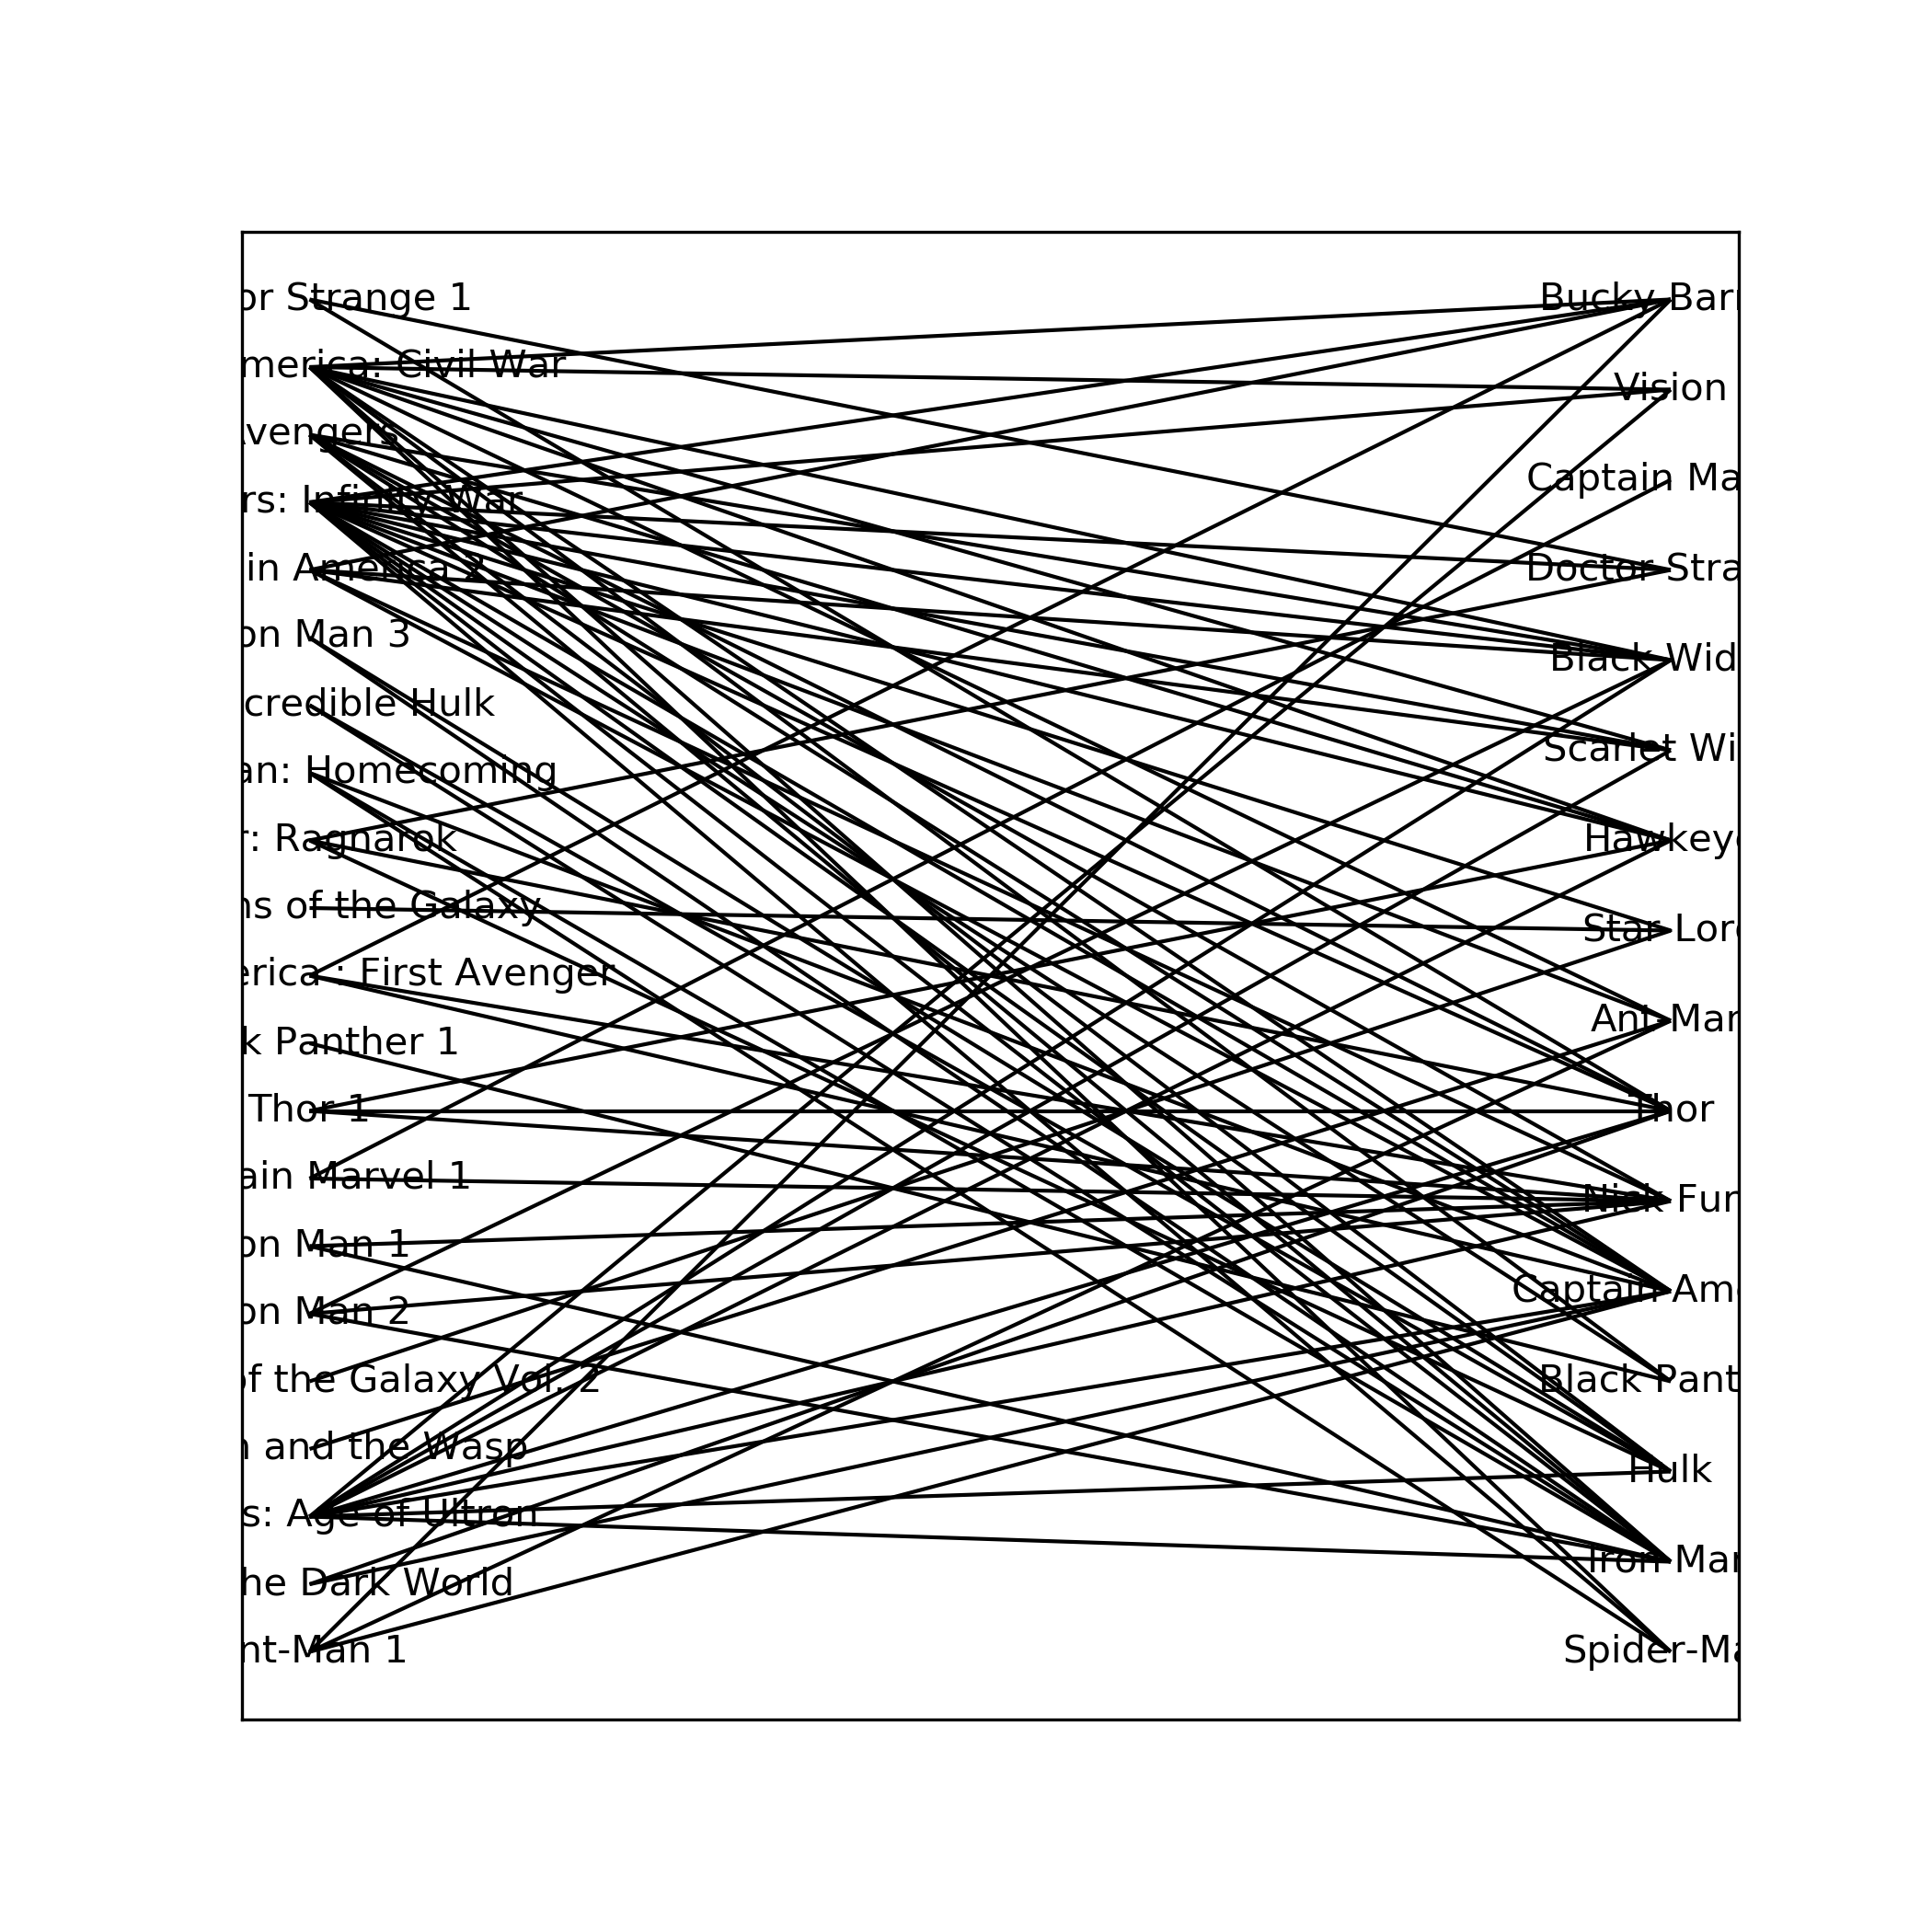 or Strange 1
merica: Civil War
Avengers
rs: Infinity War
in America 2
on Man 3
credible Hulk
an: Homecoming
r: Ragnarok
ns of the Galaxy
erica : First Avenger
k Panther 1
Thor 1
ain Marvel 1
on Man 1
on Man 2
of the Galaxy Vol. 2
n and the Wasp
s: Age of Ultron
he Dark World
nt-Man 1
Bucky Barn
Vision
Captain Ma
Doctor Stra
Black Wid
Scarlet Wi
Hawkeye
Star Lord
Ant-Man
Thor
Nick Fur
Captain Ame
Black Pant
Hulk
Iron Man
Spider-Ma